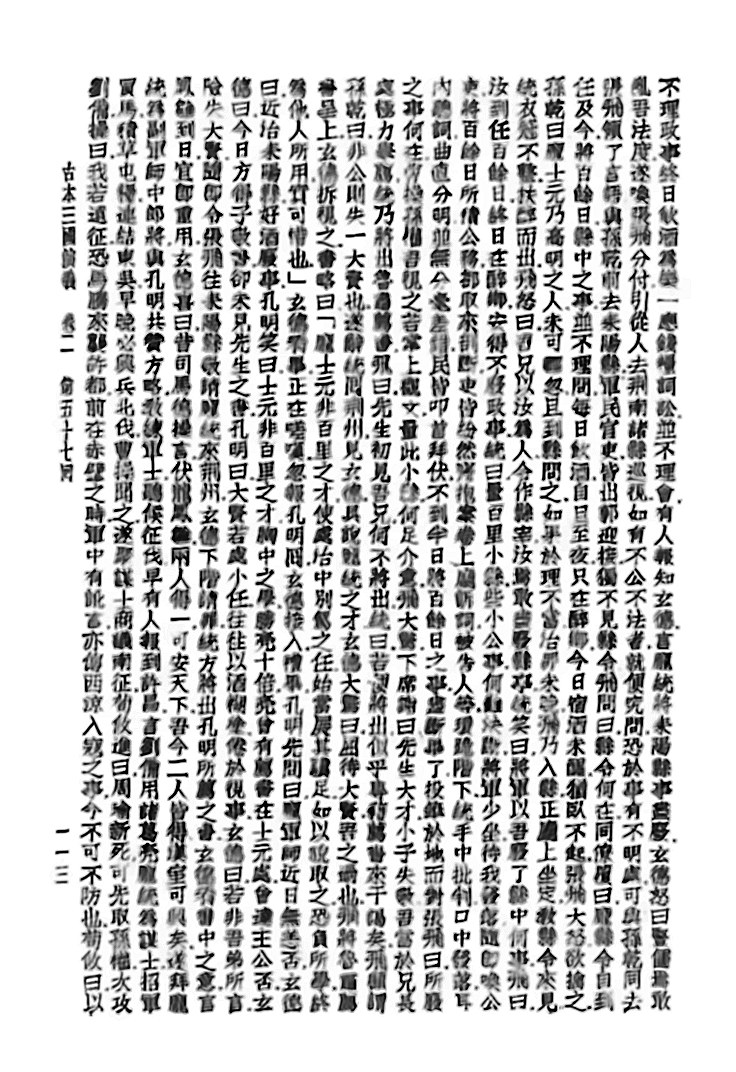 不理政事終日飲酒為樂一應錢糧詞訟並不理會有人報知玄德言龐統將耒陽縣事盡廢玄德怒曰豎儒焉敢
亂吾法度遂喚張飛分付引從人去荊南諸縣巡視如有不公不法者就便究問恐於事有不明處可與孫乾同去
張飛領了言語與孫乾前去耒陽縣軍民官吏皆出郭迎接獨不見縣令飛問曰縣令何在同僚覆曰龐縣令自到
任及今將百餘日縣中之事並不理問每日飲酒自旦至夜只在醉鄉今日宿酒未醒猶臥不起張飛大怒欲擒之
孫乾曰龐士元乃高明之人未可輕忽且到縣問之如果於理不當治罪未晚飛乃入縣正廳上坐定教縣令來見
統衣冠不整扶醉而出飛怒曰吾兄以汝為人令作縣宰汝焉敢盡廢縣事統笑曰將軍以吾廢了縣中何事飛曰
汝到任百餘日終日在醉鄉安得不廢政事統曰量百里小縣些小公事何難決斷將軍少坐待我發落隨即喚公
吏將百餘日所積公務都取來剖斷吏皆紛然齎抱案卷上廳訴詞被告人等環跪階下統手中批判口中發落耳
內聽詞曲直分明並無分毫差錯民皆叩首拜伏不到半日將百餘日之事盡斷畢了投筆於地而對張飛曰所廢
之事何在曹操孫權吾視之若掌上觀文量此小縣何足介意飛大驚下席謝曰先生大才小子失敬吾當於兄長
處極力舉薦統乃將出魯肅薦書飛曰先生初見吾兄何不將出統曰若便將出似乎專藉薦書來干謁矣飛顧謂
孫乾曰非公則失一大賢也遂辭統回荊州見玄德具說龐統之才玄德大驚曰屈待大賢吾之過也飛將魯肅薦
書呈上玄德拆視之書略曰「龐士元非百里之才使處治中別駕之任始當展其驥足如以貌取之恐負所學終
為他人所用實可惜也」玄德看畢正在嗟嘆忽報孔明回玄德接入禮畢孔明先問曰龐軍師近日無恙否玄德
曰近治耒陽縣好酒廢事孔明笑曰士元非百里之才胸中之學勝亮十倍亮曾有薦書在士元處曾達主公否玄
德曰今日方得子敬書卻未見先生之書孔明曰大賢若處小任往往以酒糊塗倦於視事玄德曰若非吾弟所言
險失大賢隨即令張飛往耒陽縣敬請龐統來荊州玄德下階請罪統方將出孔明所薦之書玄德看書中之意言
鳳雛到日宜即重用玄德喜曰昔司馬德操言伏龍鳳雛兩人得一可安天下吾今二人皆得漢室可興矣遂拜龐
統為副軍師中郎將與孔明共贊方略教練軍士聽候征伐早有人報到許昌言劉備用諸葛亮龐統為謀士招軍
買馬積草屯糧連結東吳早晚必興兵北伐曹操聞之遂聚謀士商議南征荀攸進曰周瑜新死可先取孫權次攻
劉備操曰我若遠征恐馬騰來襲許都前在赤壁之時軍中有訛言亦傳西涼入寇之事今不可不防也荀攸曰以
古本三國演義 卷二 第五十七回
一一三